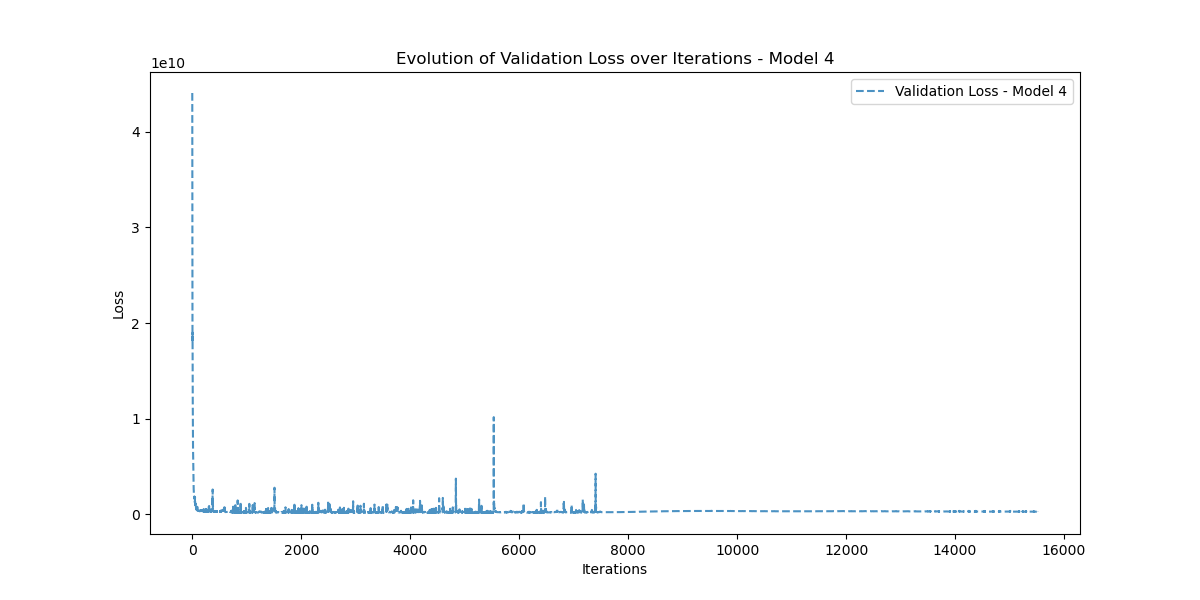 Evolution of Validation Loss over Iterations - Model 4
1e10
Validation Loss - Model 4
4
3
2
1
0
Loss
0 2000 4000 6000 8000 10000 12000 14000 16000
Iterations